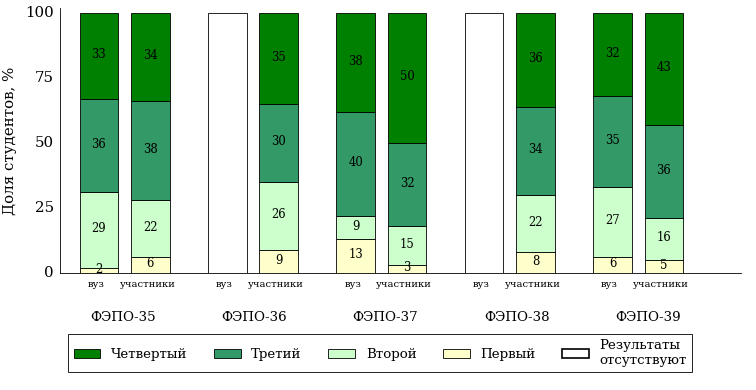 Доля студентов, %
100
75
50
25
0
33 34 35 38 50 36 32 43
36 38 30 40 32 34 35 36
29 22 26 9 15 22 27 16
2 6 9 13 3 8 6 5
вуз участники вуз участники вуз участники вуз участники вуз участники
ФЭПО-35 ФЭПО-36 ФЭПО-37 ФЭПО-38 ФЭПО-39
Четвертый Третий Второй Первый Результаты
отсутствуют